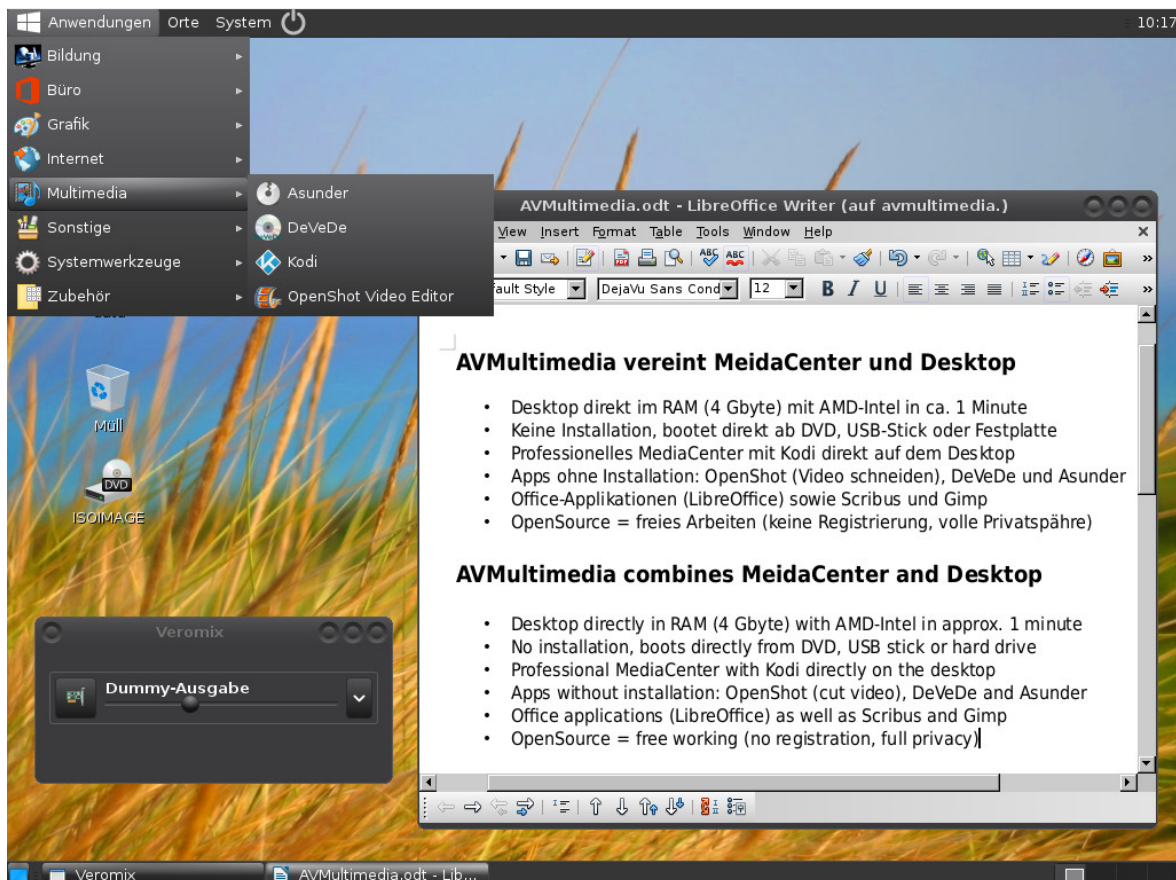 Anwendungen Orte System 10:17
Bildung
Büro
Grafik
Internet
Multimedia
Sonstige
Systemwerkzeuge
Zubehör
Asunder
DeVeDe
Kodi
OpenShot Video Editor
Müll
DVD
ISOIMAGE
Veromix
Dummy-Ausgabe
AVMultimedia.odt - LibreOffice Writer (auf avmultimedia.)
View Insert Format Table Tools Window Help
ABC ABC
Style DejaVu Sans Cond 12 B I U
AVMultimedia vereint MeidaCenter und Desktop
• Desktop direkt im RAM (4 Gbyte) mit AMD-Intel in ca. 1 Minute
• Keine Installation, bootet direkt ab DVD, USB-Stick oder Festplatte
• Professionelles MediaCenter mit Kodi direkt auf dem Desktop
• Apps ohne Installation: OpenShot (Video schneiden), DeVeDe und Asunder
• Office-Applikationen (LibreOffice) sowie Scribus und Gimp
• OpenSource = freies Arbeiten (keine Registrierung, volle Privatspähre)
AVMultimedia combines MeidaCenter and Desktop
• Desktop directly in RAM (4 Gbyte) with AMD-Intel in approx. 1 minute
• No installation, boots directly from DVD, USB stick or hard drive
• Professional MediaCenter with Kodi directly on the desktop
• Apps without installation: OpenShot (cut video), DeVeDe and Asunder
• Office applications (LibreOffice) as well as Scribus and Gimp
• OpenSource = free working (no registration, full privacy)
Veromix
AVMultimedia.odt - Lib...